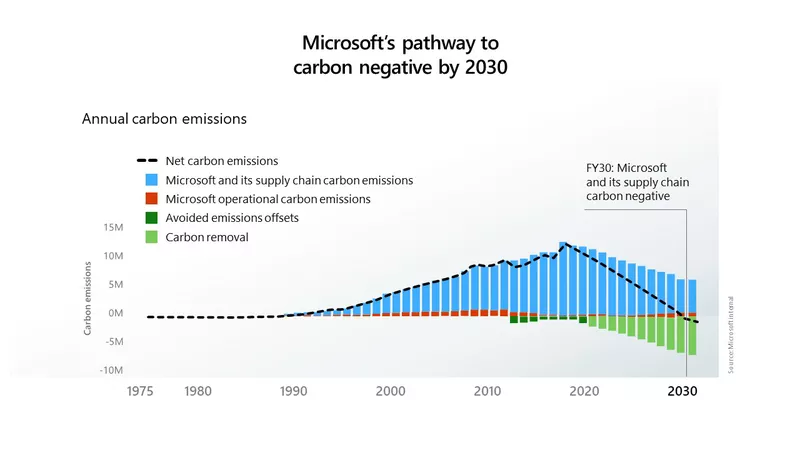 Microsoft's pathway to
carbon negative by 2030
Annual carbon emissions
Net carbon emissions
Microsoft and its supply chain carbon emissions
Microsoft operational carbon emissions
Avoided emissions offsets
Carbon removal
FY30: Microsoft
and its supply chain
carbon negative
Carbon emissions
15M
10M
5M
0M
-5M
-10M
1975
1980
1990
2000
2010
2020
2030
Source: Microsoft internal